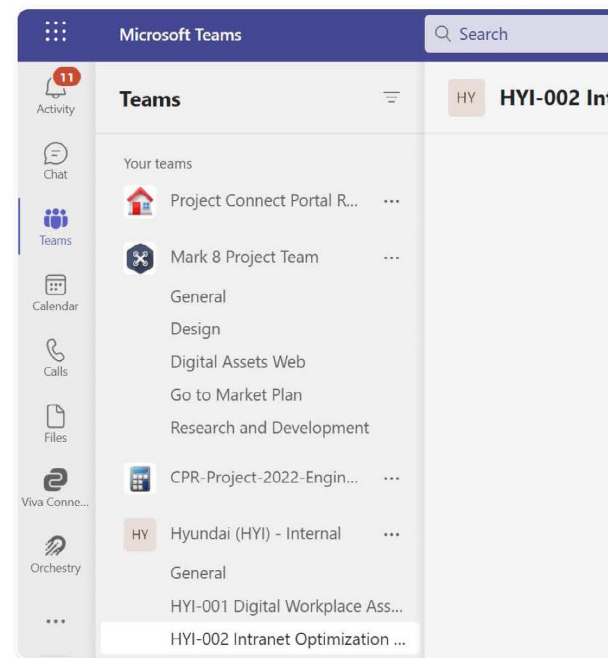 Microsoft Teams
Search
11
Activity
Chat
Teams
Calendar
Calls
Files
Viva Conne...
Orchestry
Teams
Your teams
Project Connect Portal R...
Mark 8 Project Team
General
Design
Digital Assets Web
Go to Market Plan
Research and Development
CPR-Project-2022-Engin...
HY Hyundai (HYI) - Internal
General
HYI-001 Digital Workplace Ass...
HYI-002 Intranet Optimization ...
HY HYI-002 Int